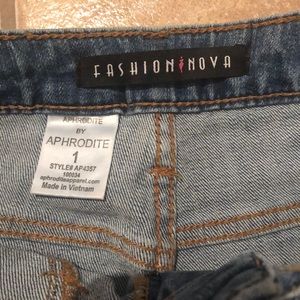 FASHION NOVA
APHRODITE
BY
APHRODITE
1
STYLE# AP4357
100034
aphroditeapparel.com
Made in Vietnam